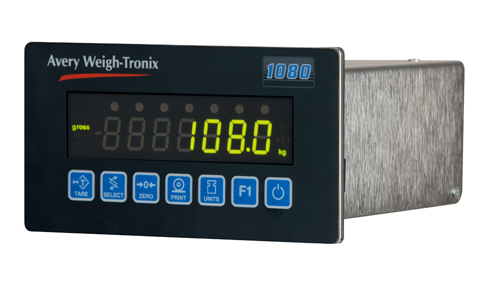 Avery Weigh-Tronix
1080
gross
108.0
kg
TARE
SELECT
→0←
ZERO
PRINT
UNITS
F1